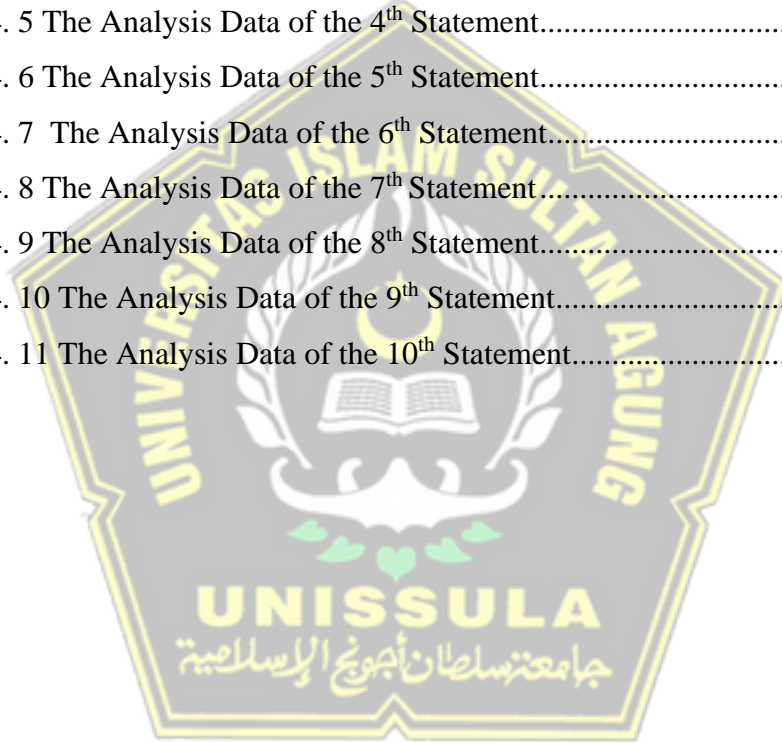 . 5 The Analysis Data of the 4th Statement..............................
. 6 The Analysis Data of the 5th Statement..............................
. 7  The Analysis Data of the 6th Statement.............................
. 8 The Analysis Data of the 7th Statement..............................
. 9 The Analysis Data of the 8th Statement..............................
. 10 The Analysis Data of the 9th Statement............................
. 11 The Analysis Data of the 10th Statement..........................
UNIVERSITAS ISLAM SULTAN AGUNG
UNISSULA
جامعتسلطان أجونج الإسلامية